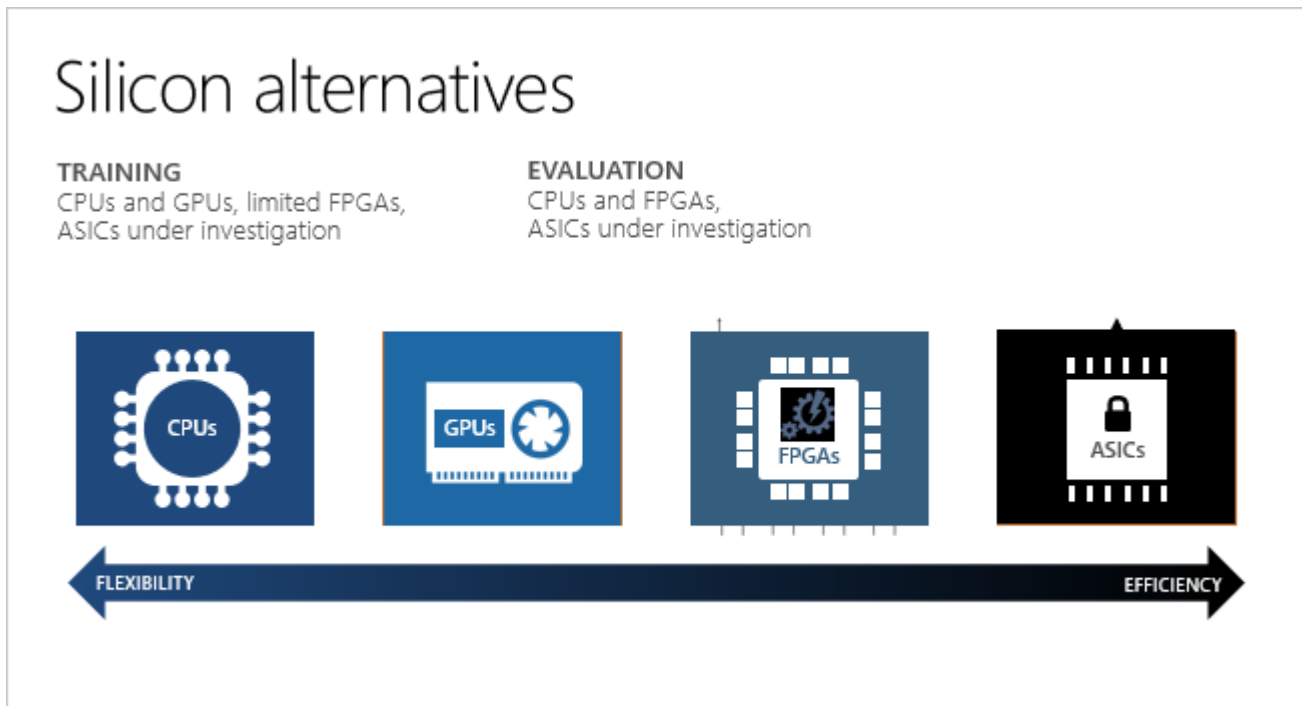 Silicon alternatives
TRAINING
CPUs and GPUs, limited FPGAs,
ASICs under investigation
EVALUATION
CPUs and FPGAs,
ASICs under investigation
CPUs
GPUs
FPGAs
ASICs
FLEXIBILITY
EFFICIENCY